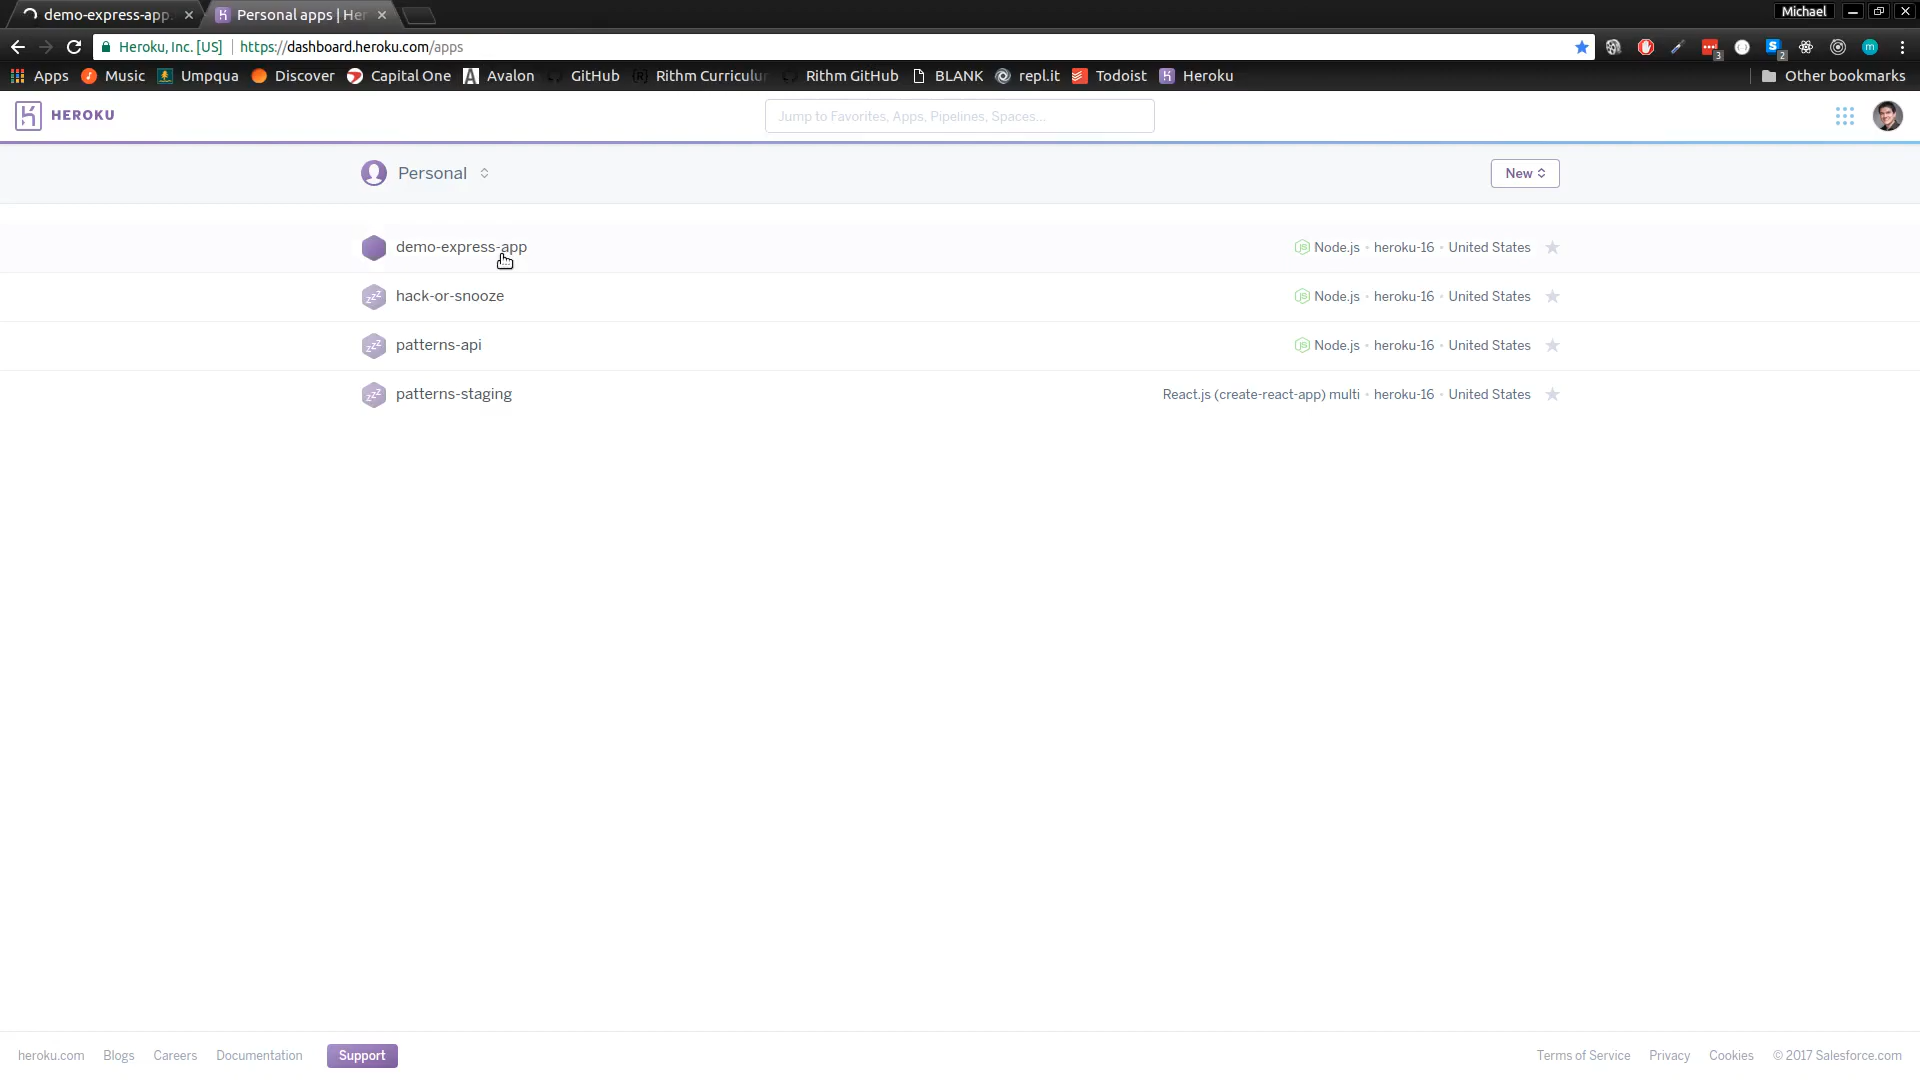 demo-express-app. Personal apps | Her Michael
Heroku, Inc. [US] https://dashboard.heroku.com/apps 3 2 m
Apps Music Umpqua Discover Capital One Avalon GitHub Rithm Curriculur Rithm GitHub BLANK repl.it Todoist Heroku Other bookmarks
HEROKU Jump to Favorites, Apps, Pipelines, Spaces...
Personal New
demo-express-app Node.js • heroku-16 • United States
hack-or-snooze Node.js • heroku-16 • United States
patterns-api Node.js • heroku-16 • United States
patterns-staging React.js (create-react-app) multi • heroku-16 • United States
heroku.com Blogs Careers Documentation Support Terms of Service Privacy Cookies © 2017 Salesforce.com